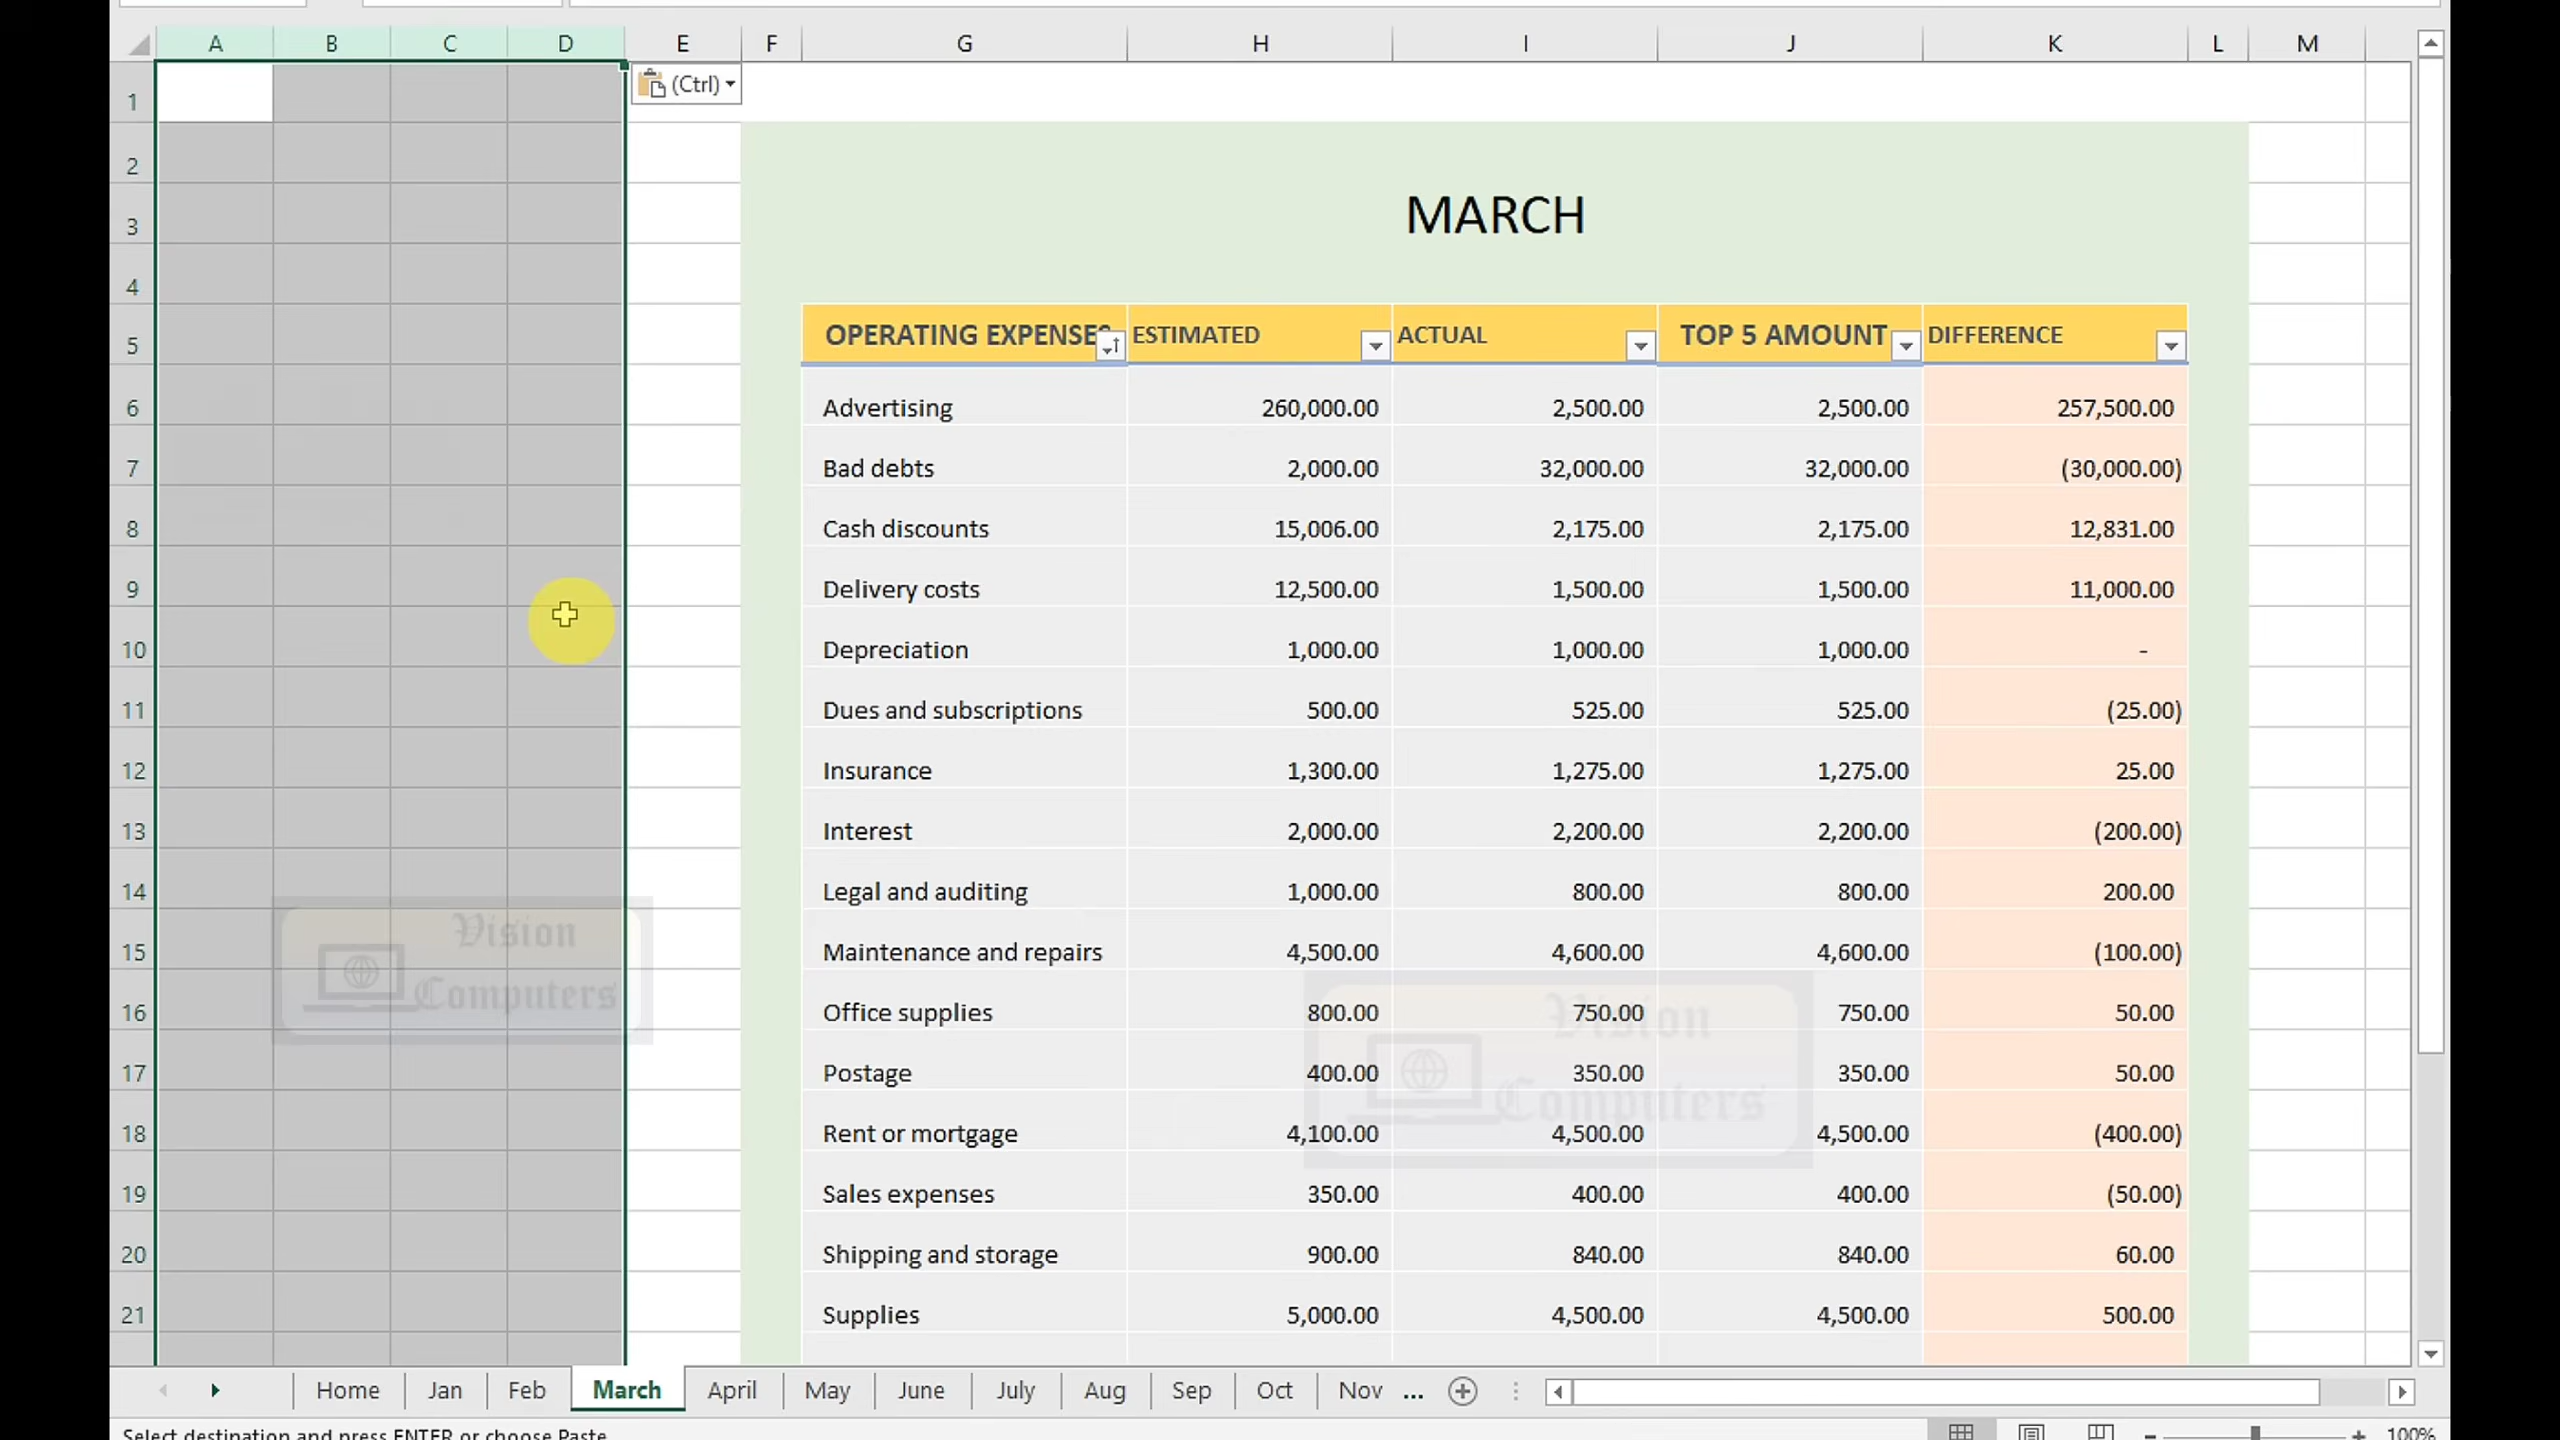 A B C D E F G H I J K L M
(Ctrl)
1
2
3 MARCH
4
5 OPERATING EXPENSES ESTIMATED ACTUAL TOP 5 AMOUNT DIFFERENCE
6 Advertising 260,000.00 2,500.00 2,500.00 257,500.00
7 Bad debts 2,000.00 32,000.00 32,000.00 (30,000.00)
8 Cash discounts 15,006.00 2,175.00 2,175.00 12,831.00
9 Delivery costs 12,500.00 1,500.00 1,500.00 11,000.00
10 Depreciation 1,000.00 1,000.00 1,000.00 -
11 Dues and subscriptions 500.00 525.00 525.00 (25.00)
12 Insurance 1,300.00 1,275.00 1,275.00 25.00
13 Interest 2,000.00 2,200.00 2,200.00 (200.00)
14 Legal and auditing 1,000.00 800.00 800.00 200.00
15 Maintenance and repairs 4,500.00 4,600.00 4,600.00 (100.00)
16 Office supplies 800.00 750.00 750.00 50.00
17 Postage 400.00 350.00 350.00 50.00
18 Rent or mortgage 4,100.00 4,500.00 4,500.00 (400.00)
19 Sales expenses 350.00 400.00 400.00 (50.00)
20 Shipping and storage 900.00 840.00 840.00 60.00
21 Supplies 5,000.00 4,500.00 4,500.00 500.00
Vision
Computers
Vision
Computers
Home Jan Feb March April May June July Aug Sep Oct Nov ...
Select destination and press ENTER or choose Paste 100%